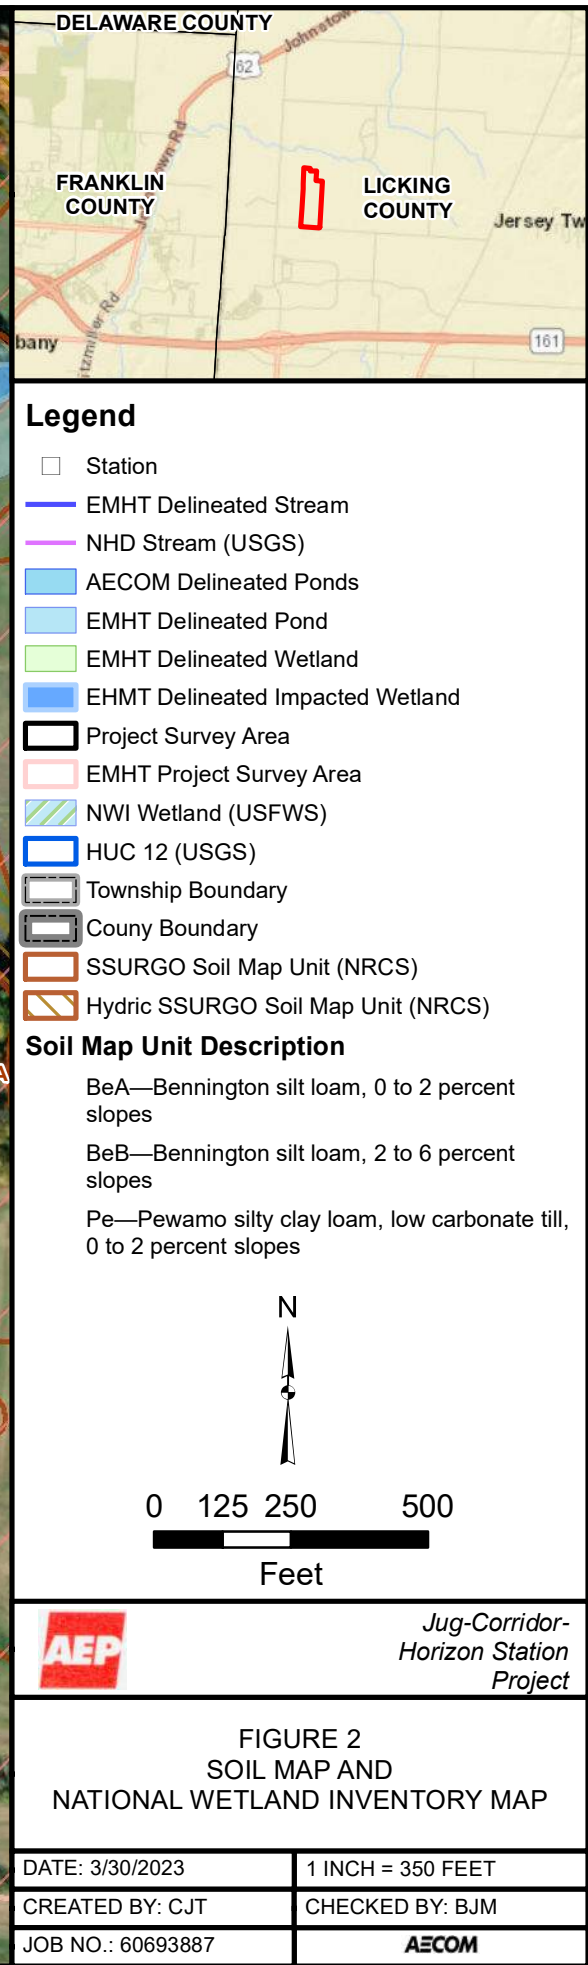 DELAWARE COUNTY
Johnstown
62
Rd
FRANKLIN
COUNTY
LICKING
COUNTY
Jersey Tw
itzmiller Rd
bany
161
Legend
Station
EMHT Delineated Stream
NHD Stream (USGS)
AECOM Delineated Ponds
EMHT Delineated Pond
EMHT Delineated Wetland
EHMT Delineated Impacted Wetland
Project Survey Area
EMHT Project Survey Area
NWI Wetland (USFWS)
HUC 12 (USGS)
Township Boundary
Couny Boundary
SSURGO Soil Map Unit (NRCS)
Hydric SSURGO Soil Map Unit (NRCS)
Soil Map Unit Description
A
BeA—Bennington silt loam, 0 to 2 percent
slopes
BeB—Bennington silt loam, 2 to 6 percent
slopes
Pe—Pewamo silty clay loam, low carbonate till,
0 to 2 percent slopes
N
0 125 250 500
Feet
AEP
Jug-Corridor-
Horizon Station
Project
FIGURE 2
SOIL MAP AND
NATIONAL WETLAND INVENTORY MAP
DATE: 3/30/2023
1 INCH = 350 FEET
CREATED BY: CJT
CHECKED BY: BJM
JOB NO.: 60693887
AECOM